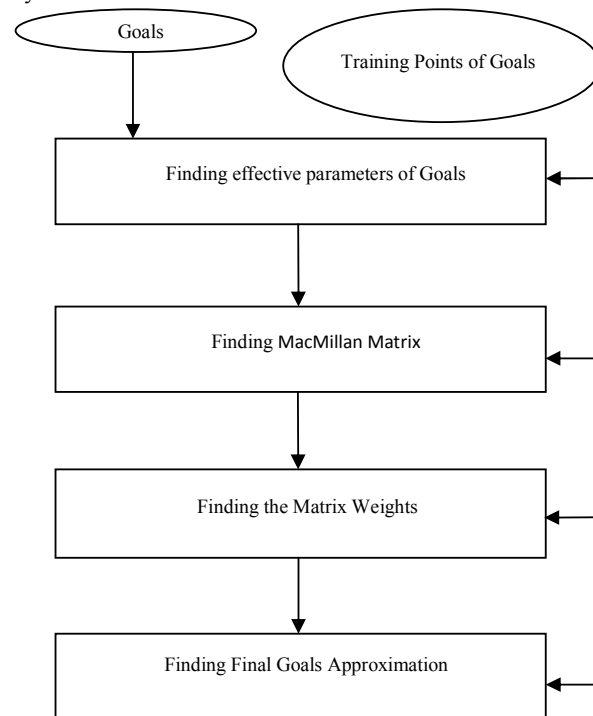 Goals
Training Points of Goals
Finding effective parameters of Goals
Finding MacMillan Matrix
Finding the Matrix Weights
Finding Final Goals Approximation